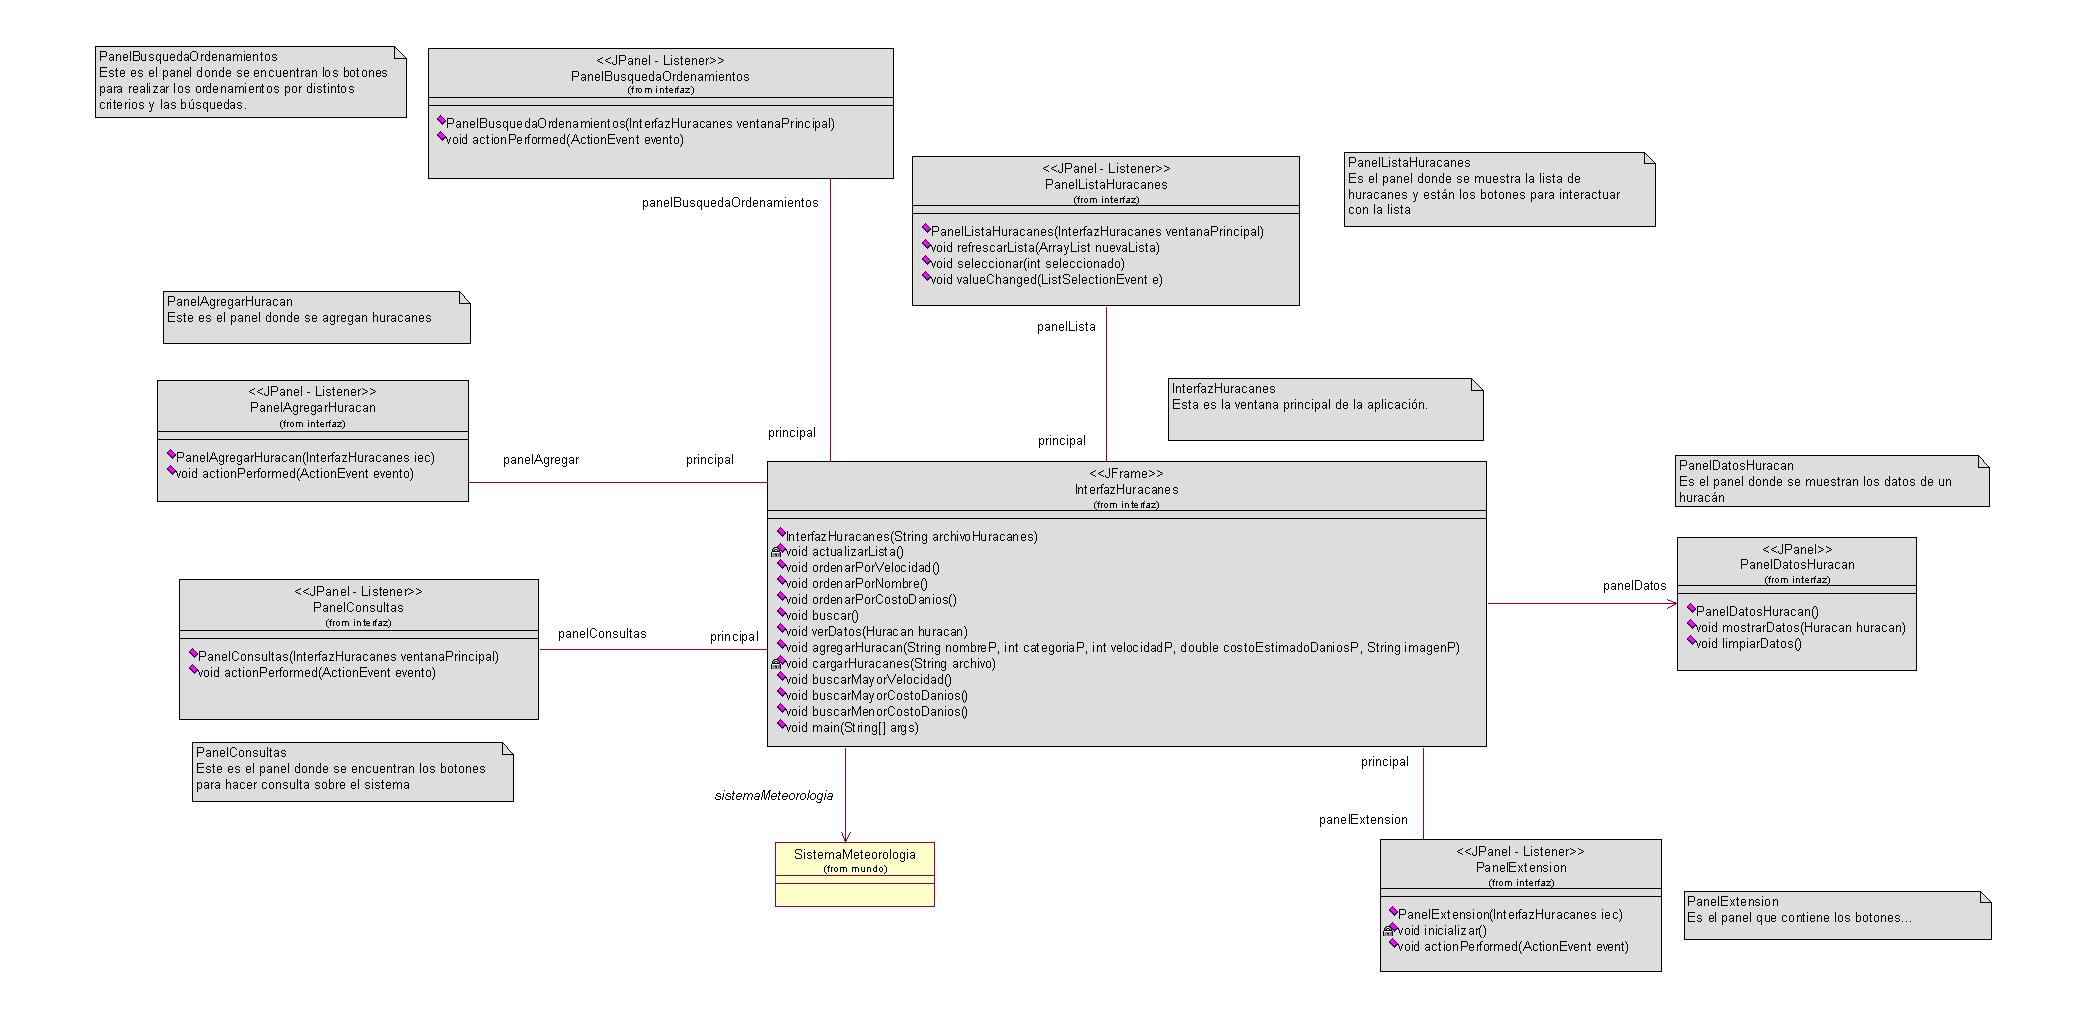 PanelBusquedaOrdenamientos
Este es el panel donde se encuentran los botones
para realizar los ordenamientos por distintos
criterios y las búsquedas.
<<JPanel - Listener>>
PanelBusquedaOrdenamientos
(from interfaz)
PanelBusquedaOrdenamientos(InterfazHuracanes ventanaPrincipal)
void actionPerformed(ActionEvent evento)
panelBusquedaOrdenamientos
principal
<<JPanel - Listener>>
PanelListaHuracanes
(from interfaz)
PanelListaHuracanes(InterfazHuracanes ventanaPrincipal)
void refrescarLista(ArrayList nuevaLista)
void seleccionar(int seleccionado)
void valueChanged(ListSelectionEvent e)
panelLista
principal
PanelListaHuracanes
Es el panel donde se muestra la lista de
huracanes y están los botones para interactuar
con la lista
PanelAgregarHuracan
Este es el panel donde se agregan huracanes
<<JPanel - Listener>>
PanelAgregarHuracan
(from interfaz)
PanelAgregarHuracan(InterfazHuracanes iec)
void actionPerformed(ActionEvent evento)
panelAgregar
principal
InterfazHuracanes
Esta es la ventana principal de la aplicación.
<<JFrame>>
InterfazHuracanes
(from interfaz)
InterfazHuracanes(String archivoHuracanes)
void actualizarLista()
void ordenarPorVelocidad()
void ordenarPorNombre()
void ordenarPorCostoDanios()
void buscar()
void verDatos(Huracan huracan)
void agregarHuracan(String nombreP, int categoriaP, int velocidadP, double costoEstimadoDaniosP, String imagenP)
void cargarHuracanes(String archivo)
void buscarMayorVelocidad()
void buscarMayorCostoDanios()
void buscarMenorCostoDanios()
void main(String[] args)
PanelDatosHuracan
Es el panel donde se muestran los datos de un
huracán
<<JPanel>>
PanelDatosHuracan
(from interfaz)
PanelDatosHuracan()
void mostrarDatos(Huracan huracan)
void limpiarDatos()
panelDatos
<<JPanel - Listener>>
PanelConsultas
(from interfaz)
PanelConsultas(InterfazHuracanes ventanaPrincipal)
void actionPerformed(ActionEvent evento)
panelConsultas
principal
PanelConsultas
Este es el panel donde se encuentran los botones
para hacer consulta sobre el sistema
sistemaMeteorologia
SistemaMeteorologia
(from mundo)
principal
panelExtension
<<JPanel - Listener>>
PanelExtension
(from interfaz)
PanelExtension(InterfazHuracanes iec)
void inicializar()
void actionPerformed(ActionEvent event)
PanelExtension
Es el panel que contiene los botones...